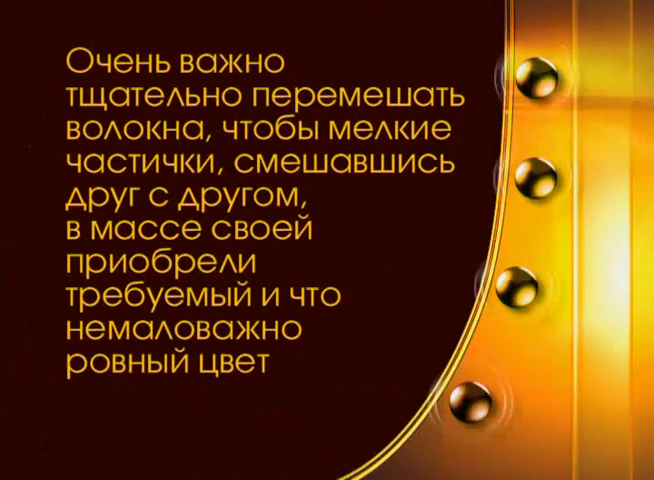 Очень важно
тщательно перемешать
волокна, чтобы мелкие
частички, смешавшись
друг с другом,
в массе своей
приобрели
требуемый и что
немаловажно
ровный цвет